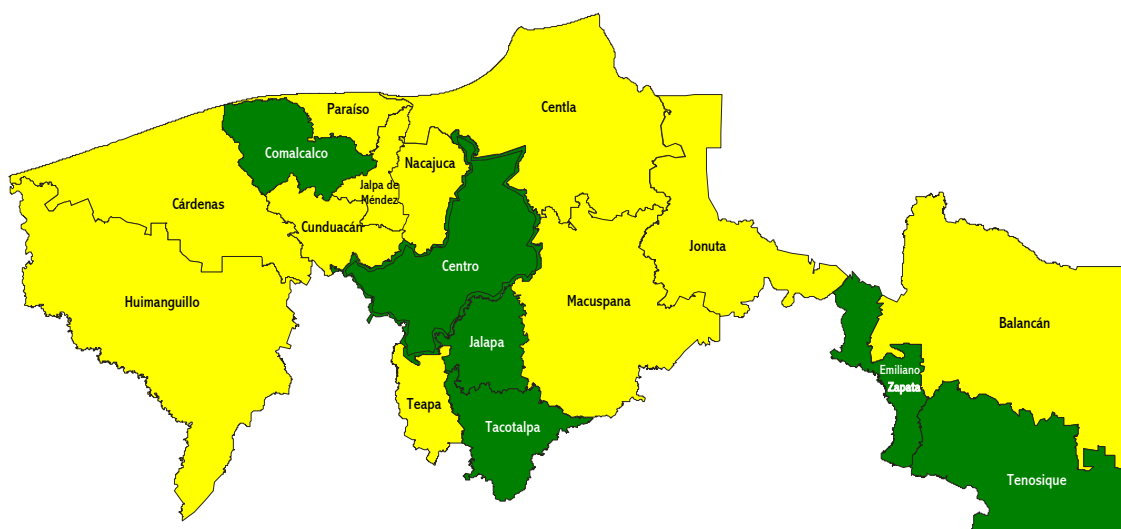 Centla
Paraíso
Comalcalco
Nacajuca
Jalpa de
Méndez
Cárdenas
Cunduacán
Jonuta
Centro
Huimanguillo
Macuspana
Balancán
Jalapa
Emiliano
Zapata
Teapa
Tacotalpa
Tenosique